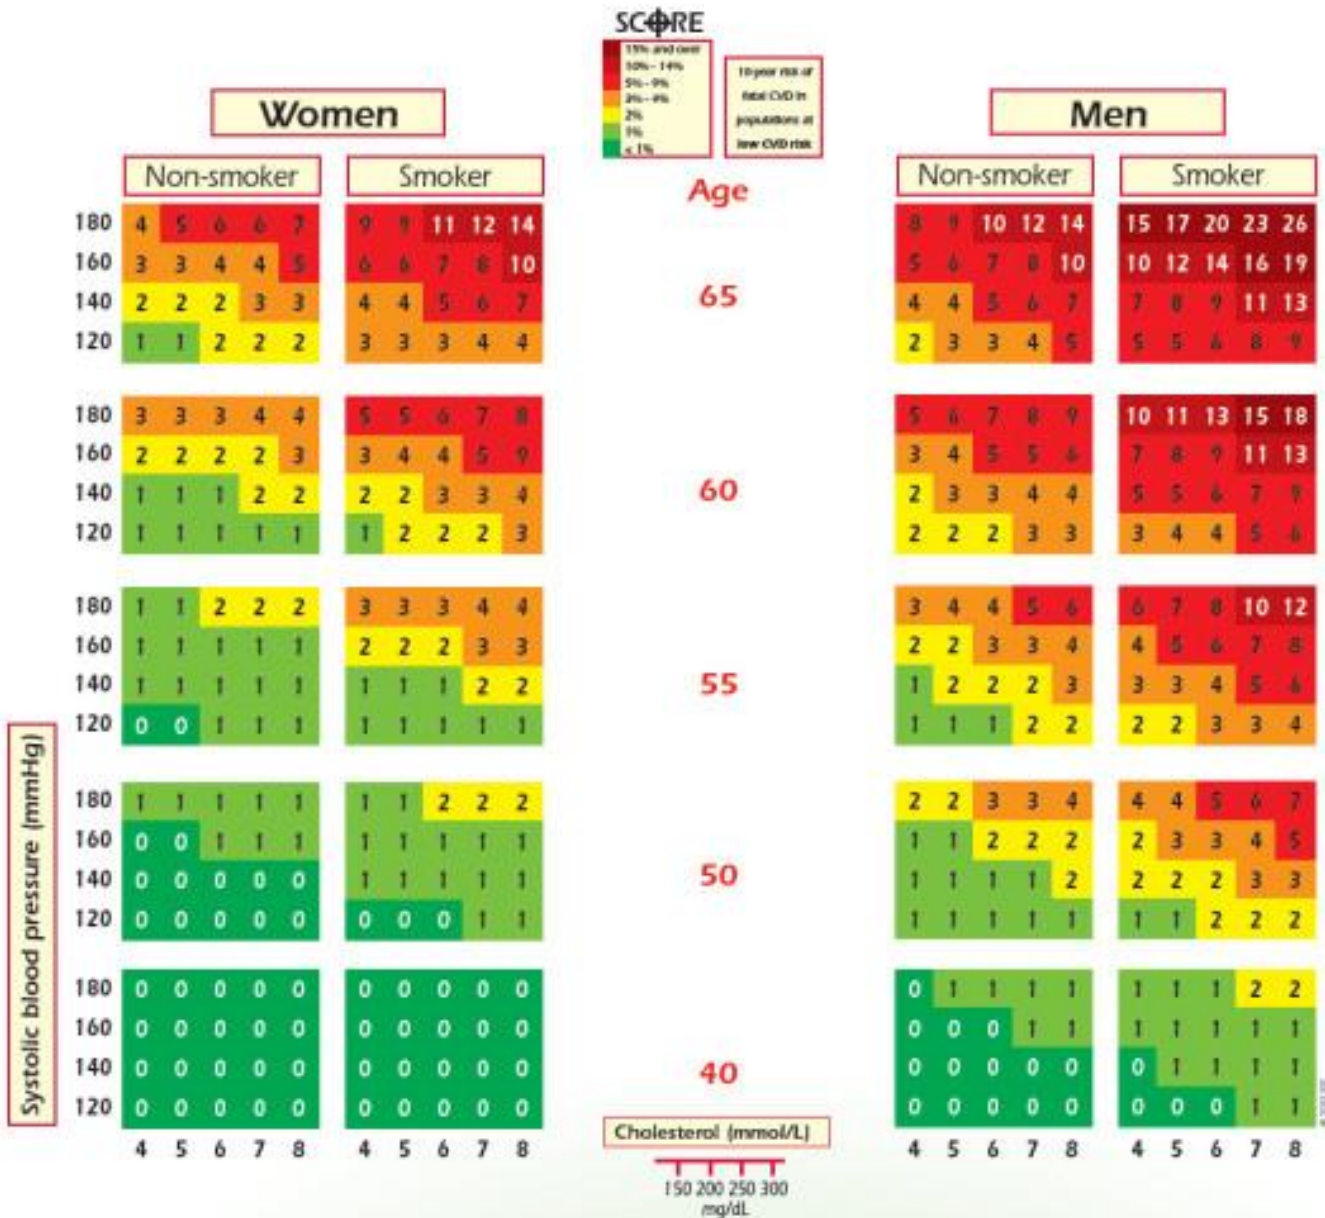 SCORE
15% and over
10% - 14%
5% - 9%
3% - 4%
2%
1%
< 1%
10-year risk of
fatal CVD in
populations at
low CVD risk
Women
Men
Non-smoker Smoker
Age
Non-smoker Smoker
180 4 5 6 6 7 9 9 11 12 14 8 9 10 12 14 15 17 20 23 26
160 3 3 4 4 5 6 6 7 8 10 5 6 7 8 10 10 12 14 16 19
65
140 2 2 2 3 3 4 4 5 6 7 4 4 5 6 7 7 8 9 11 13
120 1 1 2 2 2 3 3 3 4 4 2 3 3 4 5 5 5 6 8 9
180 3 3 3 4 4 5 5 6 7 8 5 6 7 8 9 10 11 13 15 18
160 2 2 2 2 3 3 4 4 5 9 3 4 5 5 6 7 8 9 11 13
60
140 1 1 1 2 2 2 2 3 3 4 2 3 3 4 4 5 5 6 7 9
120 1 1 1 1 1 1 2 2 2 3 2 2 2 3 3 3 4 4 5 6
180 1 1 2 2 2 3 3 3 4 4 3 4 4 5 6 6 7 8 10 12
160 1 1 1 1 1 2 2 2 3 3 2 2 3 3 4 4 5 6 7 8
55
140 1 1 1 1 1 1 1 1 2 2 1 2 2 2 3 3 3 4 5 6
120 0 0 1 1 1 1 1 1 1 1 1 1 1 2 2 2 2 3 3 4
180 1 1 1 1 1 1 1 2 2 2 2 2 3 3 4 4 4 5 6 7
160 0 0 1 1 1 1 1 1 1 1 1 1 2 2 2 2 3 3 4 5
50
140 0 0 0 0 0 1 1 1 1 1 1 1 1 1 2 2 2 2 3 3
120 0 0 0 0 0 0 0 0 1 1 1 1 1 1 1 1 1 2 2 2
180 0 0 0 0 0 0 0 0 0 0 0 1 1 1 1 1 1 1 2 2
160 0 0 0 0 0 0 0 0 0 0 0 0 0 1 1 1 1 1 1 1
40
140 0 0 0 0 0 0 0 0 0 0 0 0 0 0 0 0 1 1 1 1
120 0 0 0 0 0 0 0 0 0 0 0 0 0 0 0 0 0 0 1 1
4 5 6 7 8 4 5 6 7 8 4 5 6 7 8 4 5 6 7 8
Systolic blood pressure (mmHg)
Cholesterol (mmol/L)
150 200 250 300
mg/dL